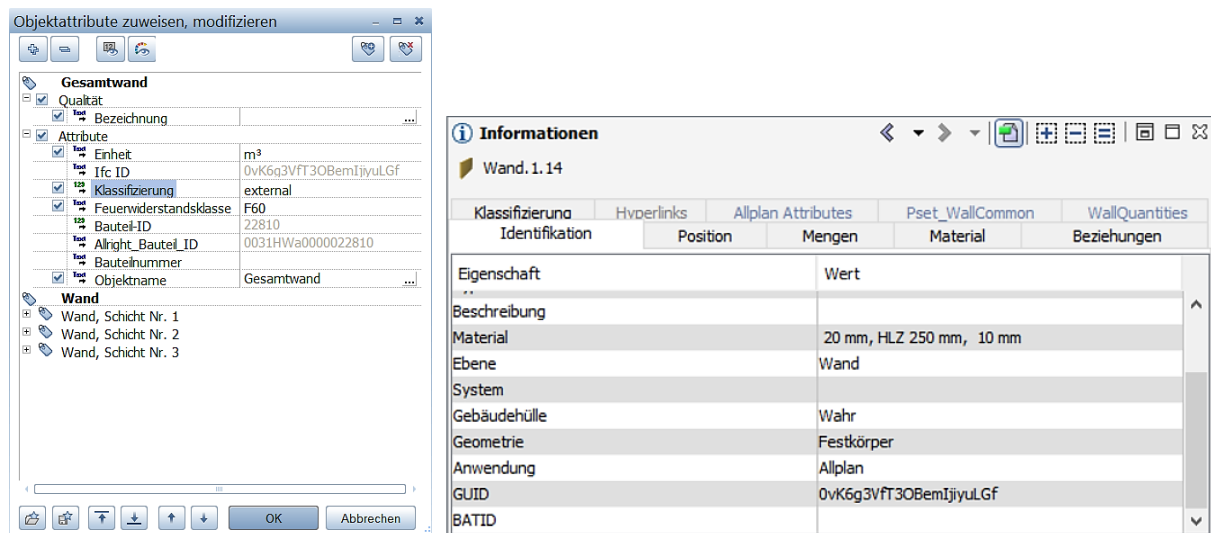 Objektattribute zuweisen, modifizieren
Gesamtwand
Qualität
Bezeichnung ...
Attribute
Einheit m³
Ifc ID 0vK6g3VfT3OBemIjiyuLGf
Klassifizierung external
Feuerwiderstandsklasse F60
Bauteil-ID 22810
Allright_Bauteil_ID 0031HWa0000022810
Bauteilnummer
Objektname Gesamtwand ...
Wand
Wand, Schicht Nr. 1
Wand, Schicht Nr. 2
Wand, Schicht Nr. 3
OK Abbrechen
Informationen
Wand.1.14
Klassifizierung Hyperlinks Allplan Attributes Pset_WallCommon WallQuantities
Identifikation Position Mengen Material Beziehungen
Eigenschaft Wert
Beschreibung
Material 20 mm, HLZ 250 mm, 10 mm
Ebene Wand
System
Gebäudehülle Wahr
Geometrie Festkörper
Anwendung Allplan
GUID 0vK6g3VfT3OBemIjiyuLGf
BATID